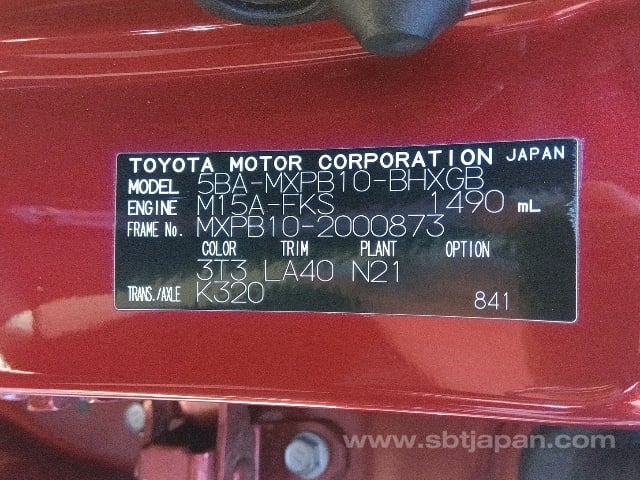 TOYOTA MOTOR CORPORATION JAPAN
MODEL 5BA-MXPB10-BHXGB
ENGINE M15A-FKS 1490 mL
FRAME No. MXPB10-2000873
COLOR TRIM PLANT OPTION
3T3 LA40 N21
TRANS./AXLE K320
841
www.sbtjapan.com